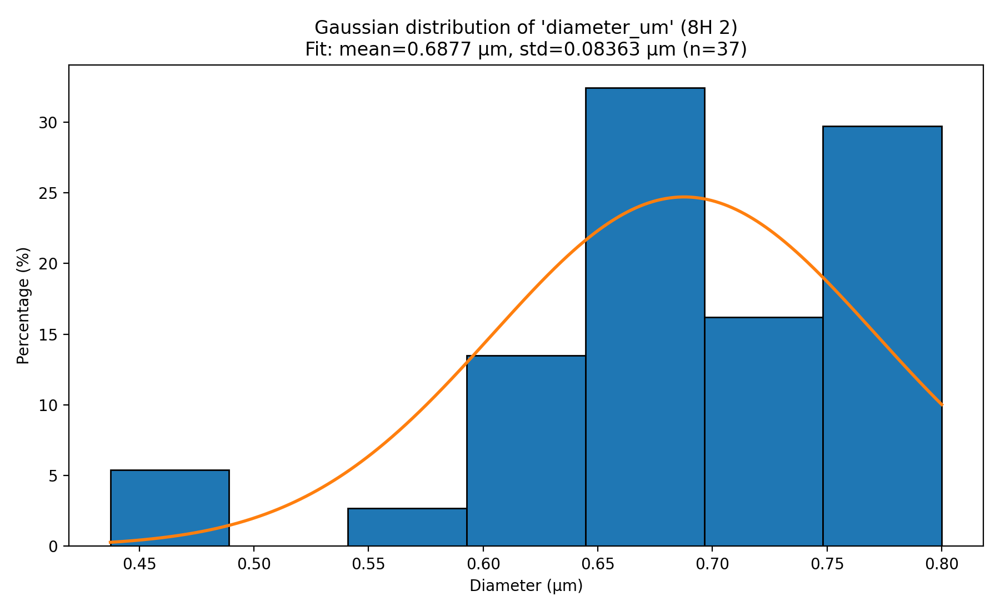 Gaussian distribution of 'diameter_um' (8H 2)
Fit: mean=0.6877 µm, std=0.08363 µm (n=37)
Percentage (%)
30
25
20
15
10
5
0
0.45 0.50 0.55 0.60 0.65 0.70 0.75 0.80
Diameter (µm)